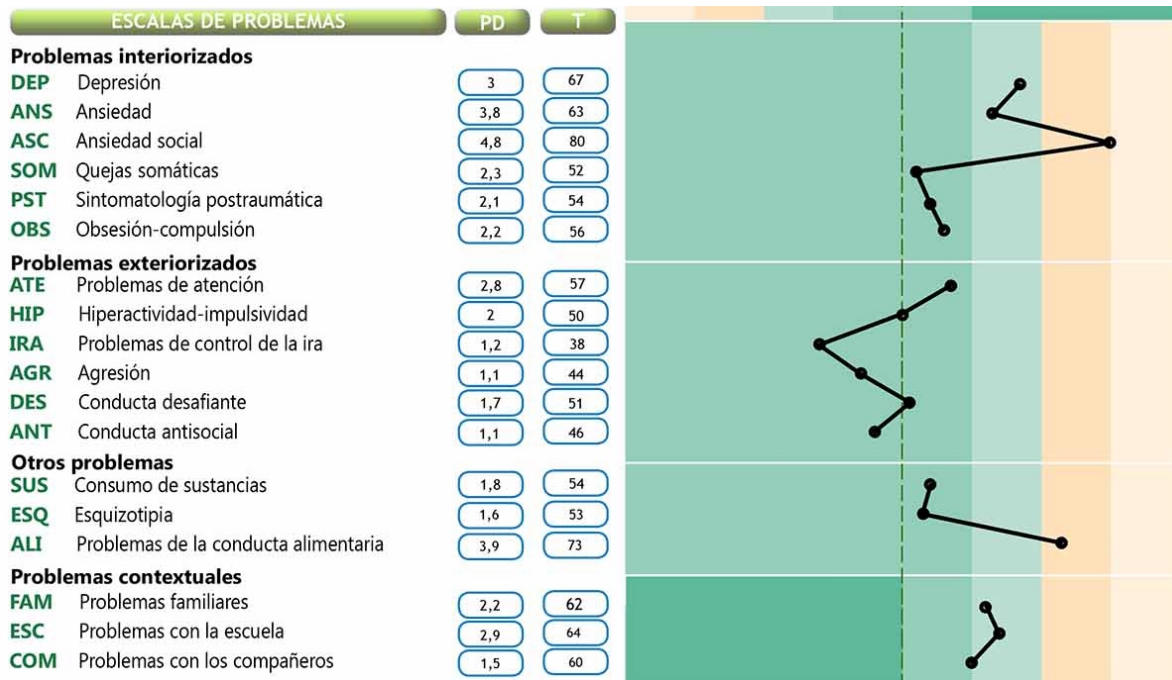 ESCALAS DE PROBLEMAS PD T
Problemas interiorizados
DEP Depresión 3 67
ANS Ansiedad 3,8 63
ASC Ansiedad social 4,8 80
SOM Quejas somáticas 2,3 52
PST Sintomatología postraumática 2,1 54
OBS Obsesión-compulsión 2,2 56
Problemas exteriorizados
ATE Problemas de atención 2,8 57
HIP Hiperactividad-impulsividad 2 50
IRA Problemas de control de la ira 1,2 38
AGR Agresión 1,1 44
DES Conducta desafiante 1,7 51
ANT Conducta antisocial 1,1 46
Otros problemas
SUS Consumo de sustancias 1,8 54
ESQ Esquizotipia 1,6 53
ALI Problemas de la conducta alimentaria 3,9 73
Problemas contextuales
FAM Problemas familiares 2,2 62
ESC Problemas con la escuela 2,9 64
COM Problemas con los compañeros 1,5 60